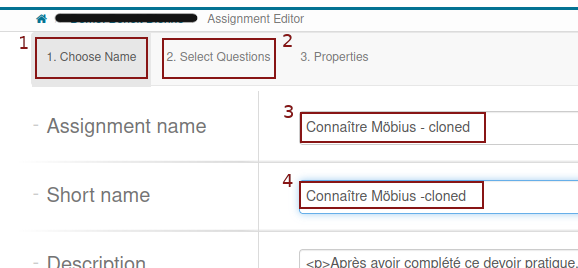 Assignment Editor
1 1. Choose Name 2. Select Questions 2 3. Properties
- Assignment name 3 Connaître Möbius - cloned
- Short name 4 Connaître Möbius -cloned
- Description <p>Après avoir complété ce devoir pratique,